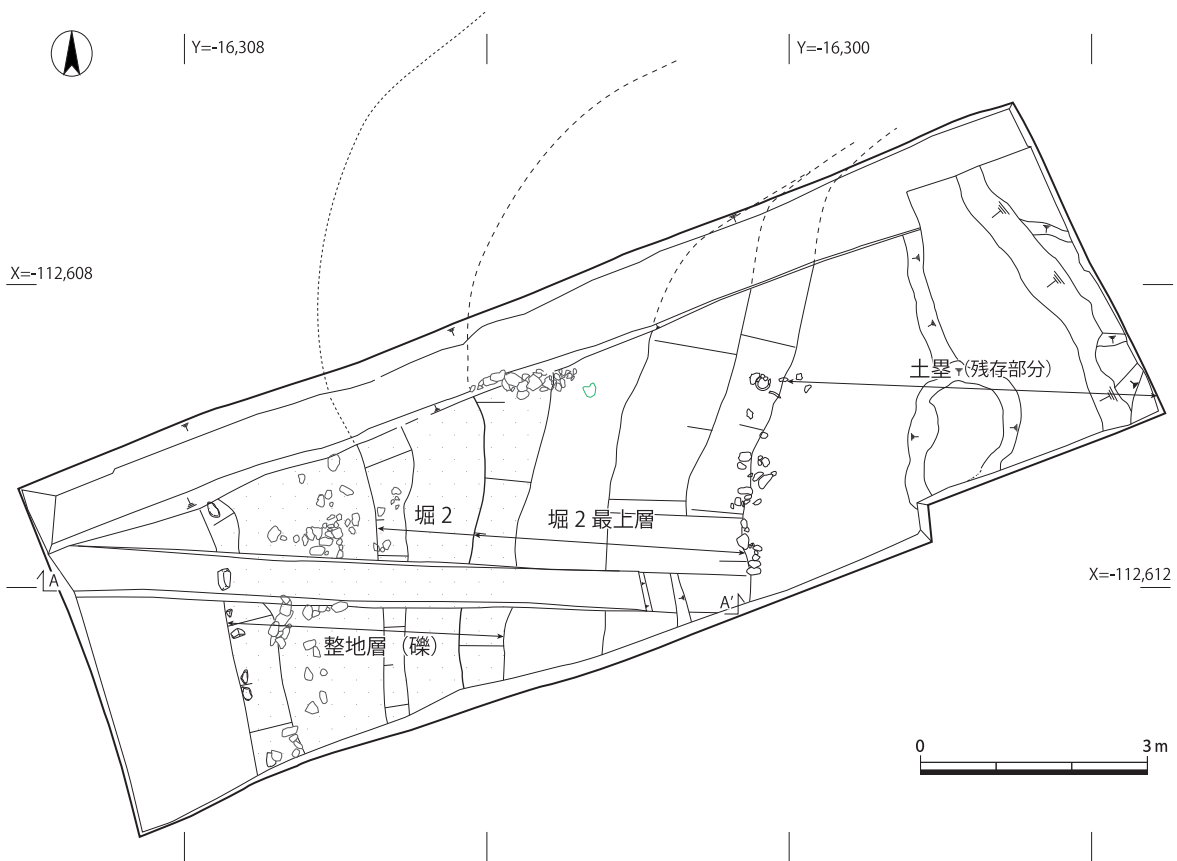 Y=-16,308
Y=-16,300
X=-112,608
土塁 (残存部分)
堀 2
堀 2 最上層
X=-112,612
A
A'
整地層 (礫)
0
3 m